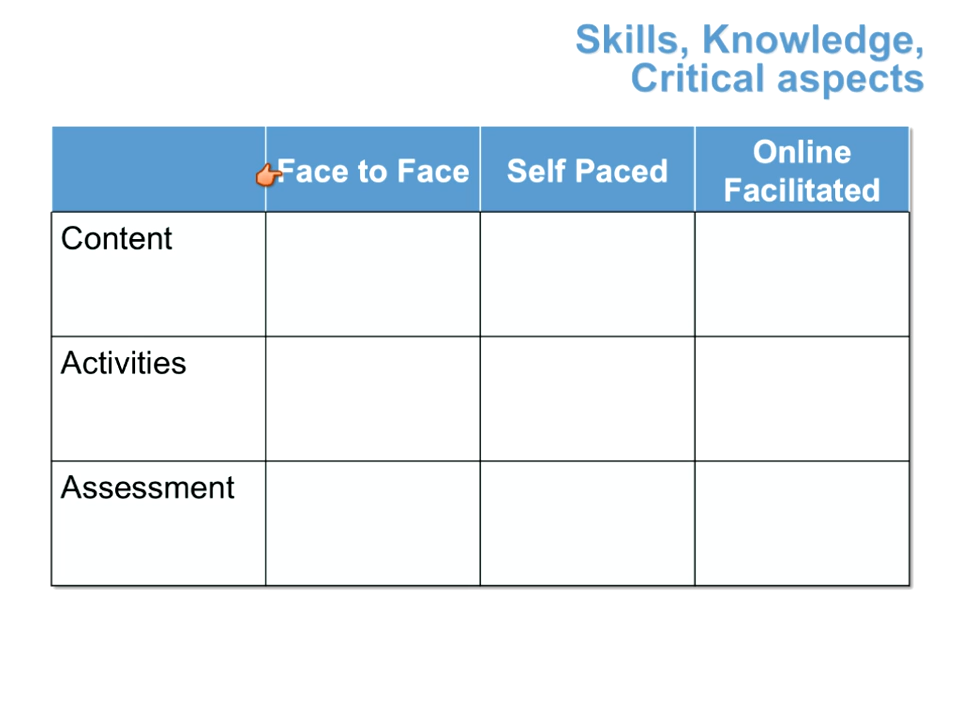 Skills, Knowledge,
Critical aspects
Face to Face
Self Paced
Online
Facilitated
Content
Activities
Assessment